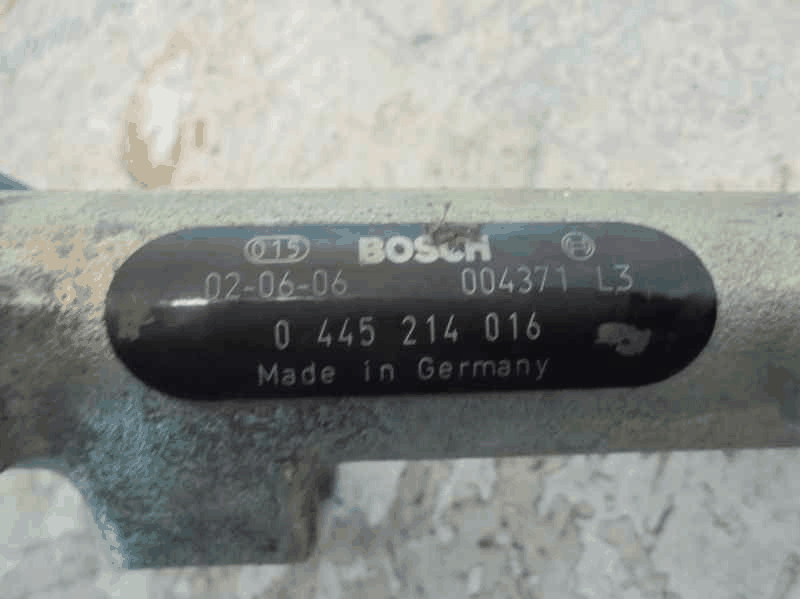 015 BOSCH
02-06-06 004371 L3
0 445 214 016
Made in Germany